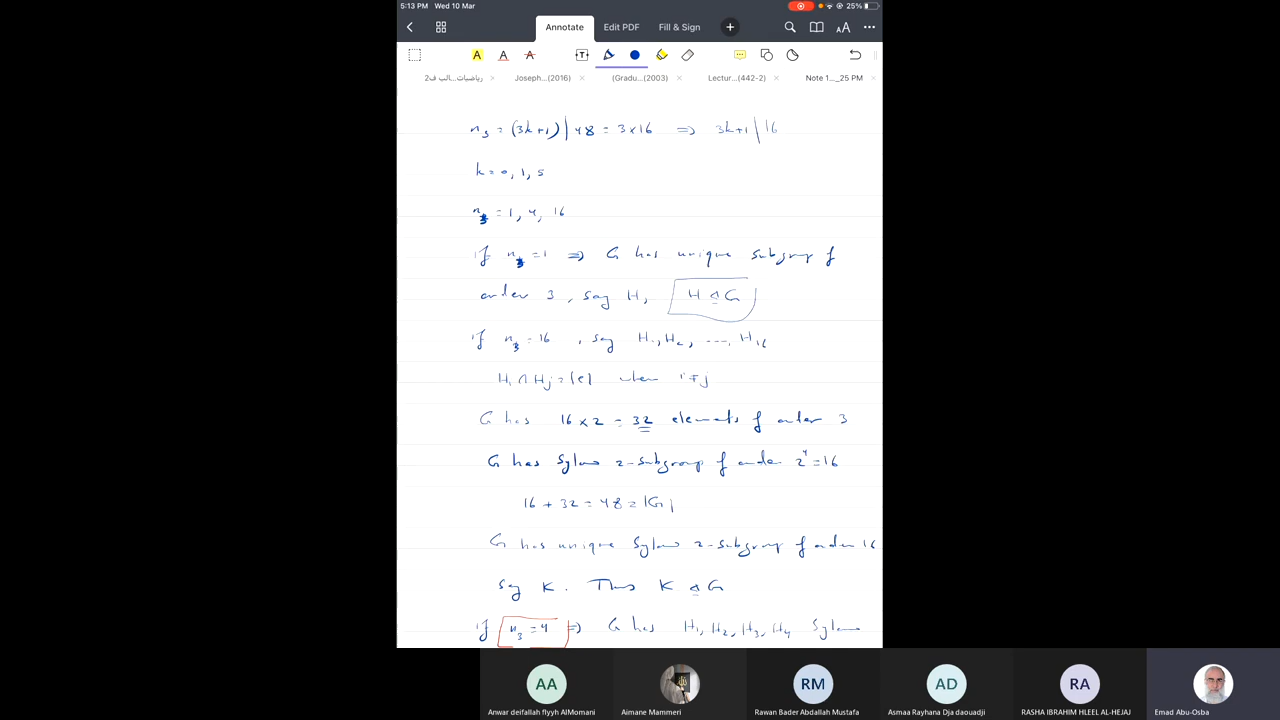 5:13 PM Wed 10 Mar
25%
Annotate Edit PDF Fill & Sign
رياضيات...الب ف2 Joseph...(2016) (Gradu...(2003) Lectur...(442-2) Note 1..._25 PM
n₃ = (3k+1) | 48 = 3×16 ⇒ 3k+1 | 16
k = 0, 1, 5
n₃ = 1, 4, 16
if n₃ = 1 ⇒ G has unique subgroup of
order 3, say H, H ⊴ G
if n₃ = 16, say H₁, H₂, ..., H₁₆
Hᵢ ∩ Hⱼ = {e} when i ≠ j
G has 16 × 2 = 32 elements of order 3
G has Sylow 2-subgroup of order 2⁴ = 16
16 + 32 = 48 = |G|
G has unique Sylow 2-subgroup of order 16
say K. Thus K ⊴ G
if n₃ = 4 ⇒ G has H₁, H₂, H₃, H₄ Sylow
AA RM AD RA
Anwar deifallah flyyh AlMomani Aimane Mammeri Rawan Bader Abdallah Mustafa Asmaa Rayhana Dja daouadji RASHA IBRAHIM HLEEL AL-HEJAJ Emad Abu-Osba